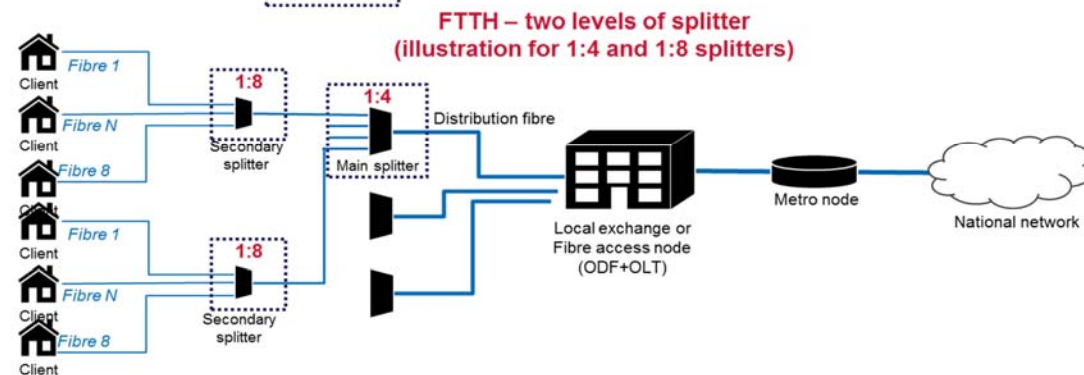 FTTH – two levels of splitter
(illustration for 1:4 and 1:8 splitters)
Client
Fibre 1
Client
Fibre N
Client
Fibre 8
1:8
Secondary
splitter
1:4
Main splitter
Distribution fibre
Client
Fibre 1
Client
Fibre N
Client
Fibre 8
1:8
Secondary
splitter
Local exchange or
Fibre access node
(ODF+OLT)
Metro node
National network